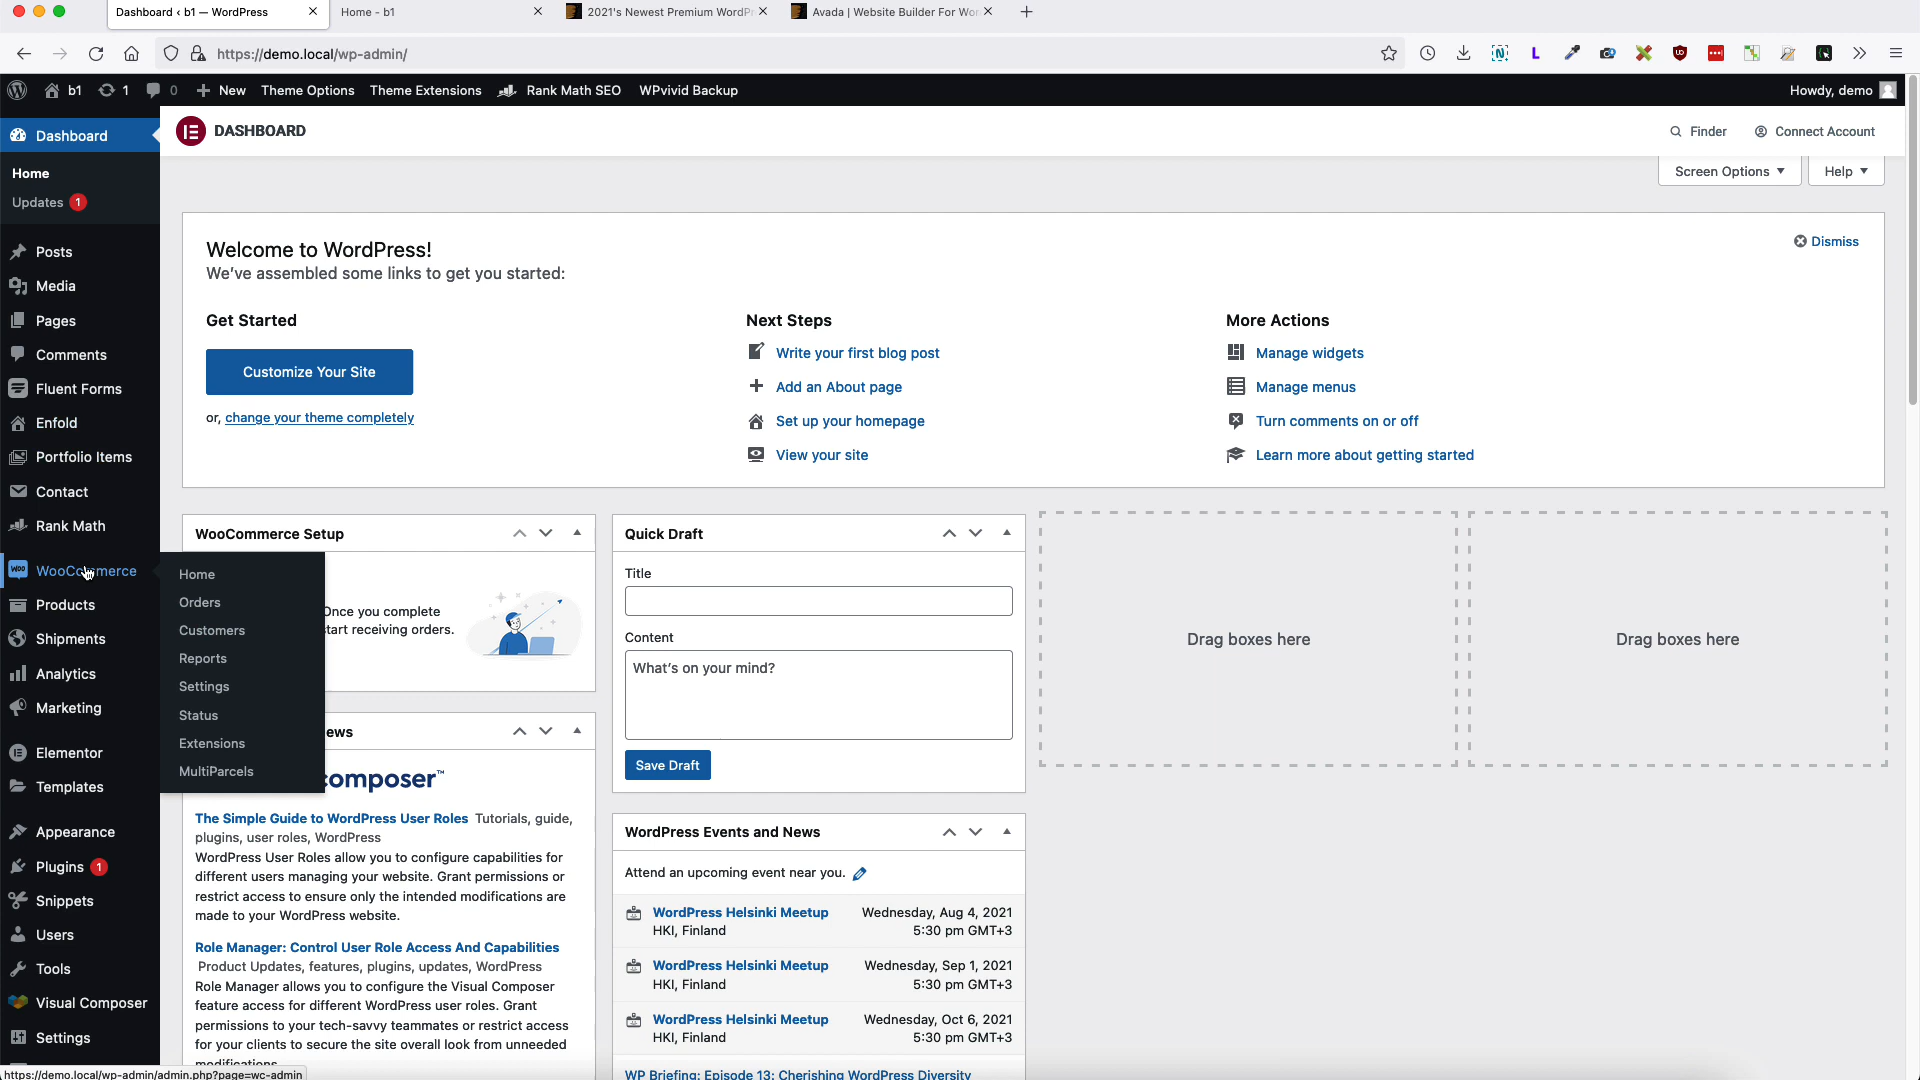 Dashboard ‹ b1 — WordPress
Home - b1
2021's Newest Premium WordPr
Avada | Website Builder For Wor
https://demo.local/wp-admin/
b1
1
0
New
Theme Options
Theme Extensions
Rank Math SEO
WPvivid Backup
Howdy, demo
Dashboard
DASHBOARD
Finder
Connect Account
Home
Updates 1
Screen Options
Help
Posts
Media
Pages
Comments
Fluent Forms
Enfold
Portfolio Items
Contact
Rank Math
WooCommerce
Products
Shipments
Analytics
Marketing
Elementor
Templates
Appearance
Plugins 1
Snippets
Users
Tools
Visual Composer
Settings
Home
Orders
Customers
Reports
Settings
Status
Extensions
MultiParcels
Welcome to WordPress!
We've assembled some links to get you started:
Dismiss
Get Started
Customize Your Site
or, change your theme completely
Next Steps
Write your first blog post
Add an About page
Set up your homepage
View your site
More Actions
Manage widgets
Manage menus
Turn comments on or off
Learn more about getting started
WooCommerce Setup
Once you complete
start receiving orders.
ews
composer™
The Simple Guide to WordPress User Roles Tutorials, guide,
plugins, user roles, WordPress
WordPress User Roles allow you to configure capabilities for
different users managing your website. Grant permissions or
restrict access to ensure only the intended modifications are
made to your WordPress website.
Role Manager: Control User Role Access And Capabilities
Product Updates, features, plugins, updates, WordPress
Role Manager allows you to configure the Visual Composer
feature access for different WordPress user roles. Grant
permissions to your tech-savvy teammates or restrict access
for your clients to secure the site overall look from unneeded
modifications.
Quick Draft
Title
Content
What's on your mind?
Save Draft
WordPress Events and News
Attend an upcoming event near you.
WordPress Helsinki Meetup Wednesday, Aug 4, 2021
HKI, Finland 5:30 pm GMT+3
WordPress Helsinki Meetup Wednesday, Sep 1, 2021
HKI, Finland 5:30 pm GMT+3
WordPress Helsinki Meetup Wednesday, Oct 6, 2021
HKI, Finland 5:30 pm GMT+3
WP Briefing: Episode 13: Cherishing WordPress Diversity
Drag boxes here
Drag boxes here
https://demo.local/wp-admin/admin.php?page=wc-admin